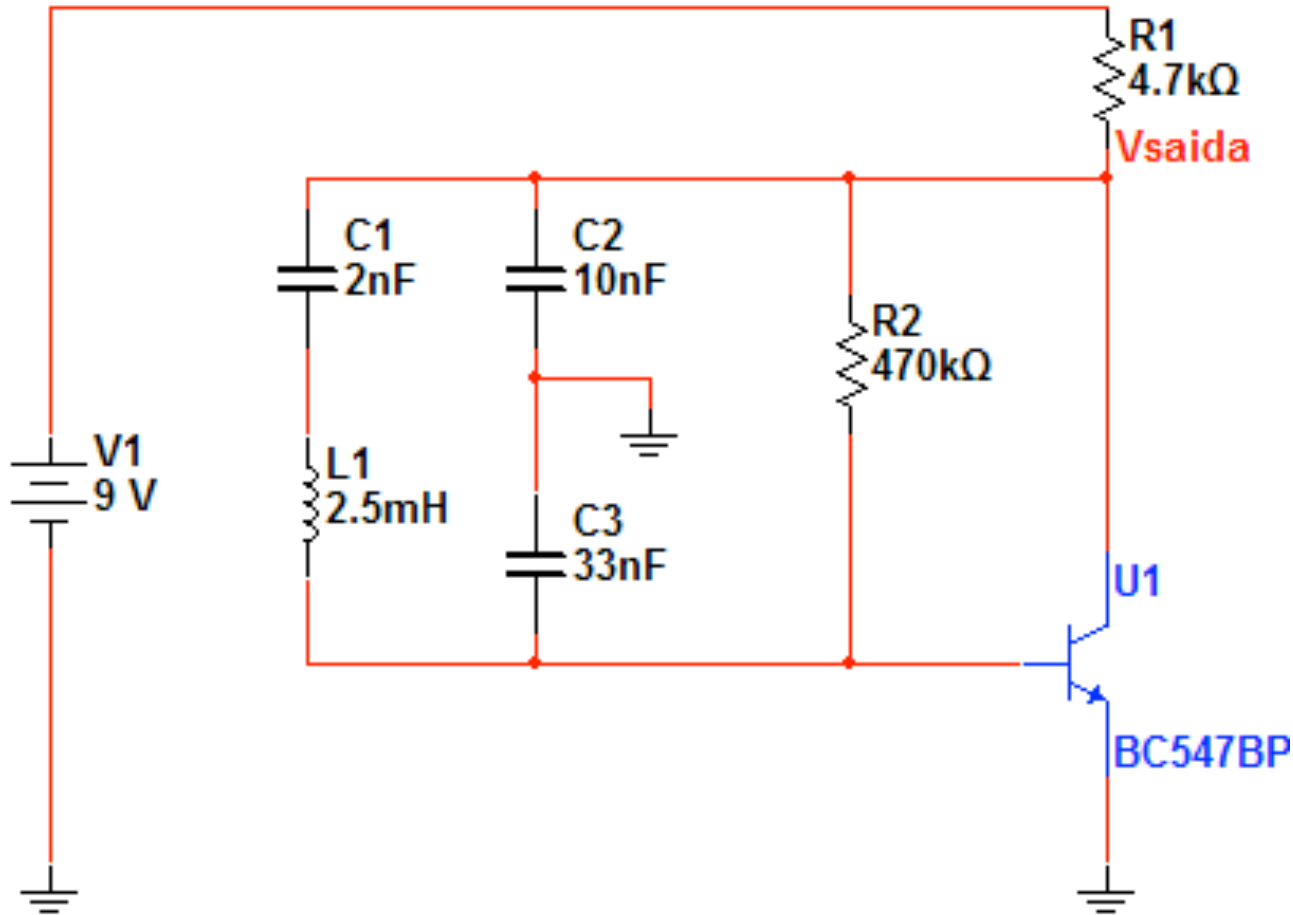 R1
4.7kΩ
Vsaida
C1
2nF
C2
10nF
R2
470kΩ
V1
9 V
L1
2.5mH
C3
33nF
U1
BC547BP